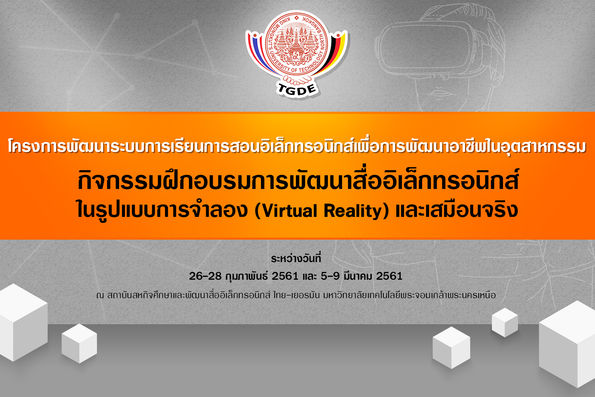 KING MONGKUT'S UNIVERSITY OF TECHNOLOGY NORTH BANGKOK
TGDE
โครงการพัฒนาระบบการเรียนการสอนอิเล็กทรอนิกส์เพื่อการพัฒนาอาชีพในอุตสาหกรรม
กิจกรรมฝึกอบรมการพัฒนาสื่ออิเล็กทรอนิกส์
ในรูปแบบการจำลอง (Virtual Reality) และเสมือนจริง
ระหว่างวันที่
26-28 กุมภาพันธ์ 2561 และ 5-9 มีนาคม 2561
ณ สถาบันสหกิจศึกษาและพัฒนาสื่ออิเล็กทรอนิกส์ ไทย-เยอรมัน มหาวิทยาลัยเทคโนโลยีพระจอมเกล้าพระนครเหนือ